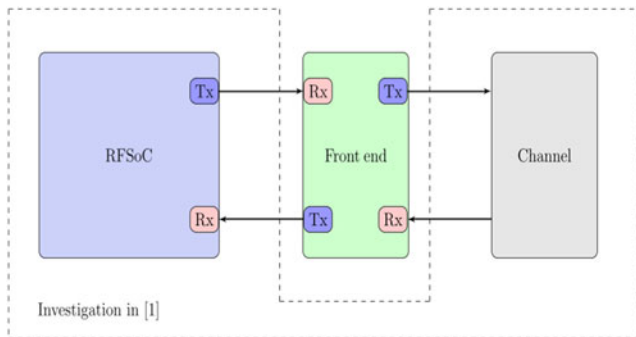 Tx
Rx
Tx
RFSoC
Front end
Channel
Rx
Tx
Rx
Investigation in [1]